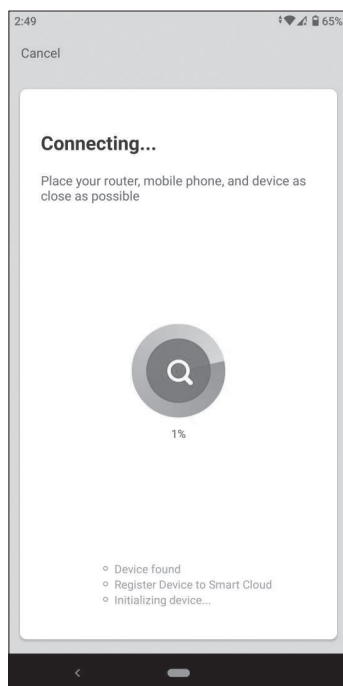 2:49
65%
Cancel
Connecting...
Place your router, mobile phone, and device as
close as possible
1%
Device found
Register Device to Smart Cloud
Initializing device...